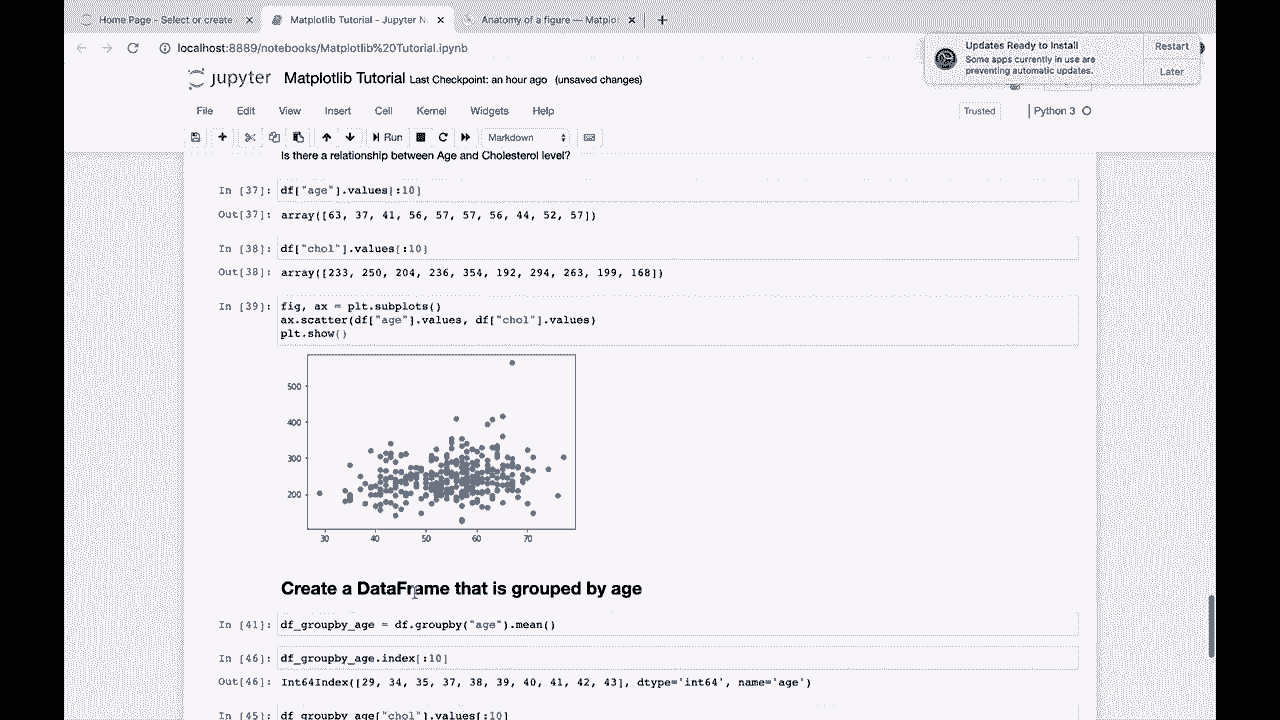 Home Page - Select or create
Matplotlib Tutorial - Jupyter N
Anatomy of a figure — Matplot
localhost:8889/notebooks/Matplotlib%20Tutorial.ipynb
Updates Ready to Install
Some apps currently in use are
preventing automatic updates.
Restart
Later
jupyter Matplotlib Tutorial Last Checkpoint: an hour ago (unsaved changes)
File Edit View Insert Cell Kernel Widgets Help
Trusted
Python 3
Run
Markdown
Is there a relationship between Age and Cholesterol level?
In [37]: df["age"].values[:10]
Out[37]: array([63, 37, 41, 56, 57, 57, 56, 44, 52, 57])
In [38]: df["chol"].values[:10]
Out[38]: array([233, 250, 204, 236, 354, 192, 294, 263, 199, 168])
In [39]: fig, ax = plt.subplots()
ax.scatter(df["age"].values, df["chol"].values)
plt.show()
500
400
300
200
30 40 50 60 70
Create a DataFrame that is grouped by age
In [41]: df_groupby_age = df.groupby("age").mean()
In [46]: df_groupby_age.index[:10]
Out[46]: Int64Index([29, 34, 35, 37, 38, 39, 40, 41, 42, 43], dtype='int64', name='age')
In [45]: df_groupby_age["chol"].values[:10]